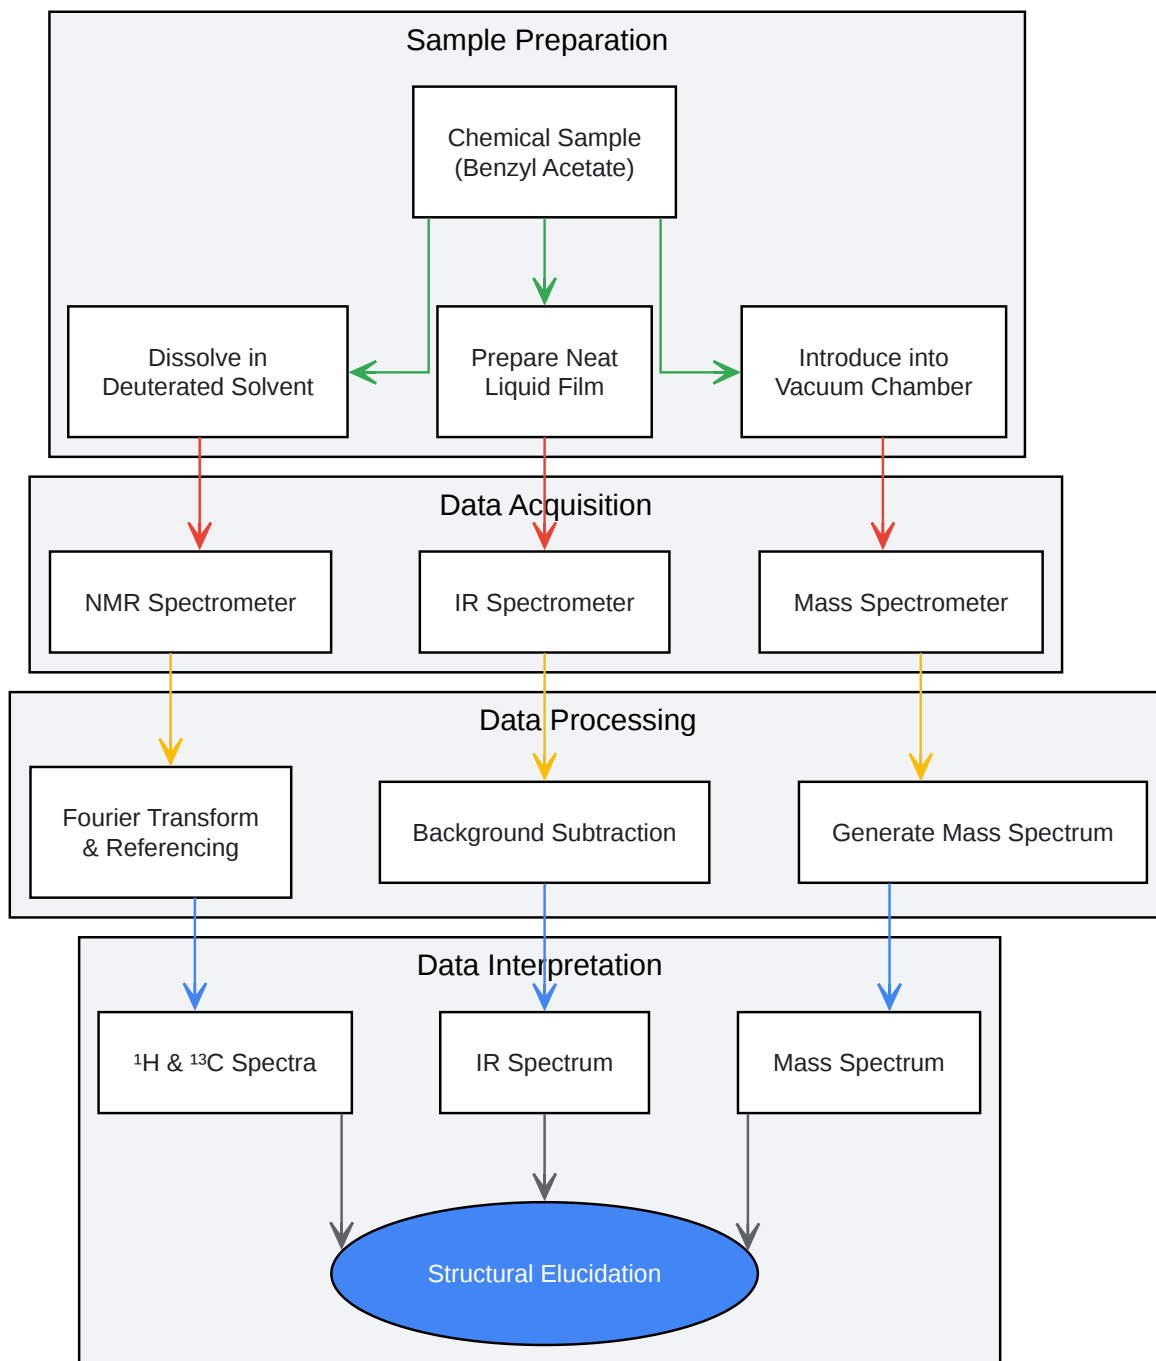 Sample Preparation
Chemical Sample
(Benzyl Acetate)
Dissolve in
Deuterated Solvent
Prepare Neat
Liquid Film
Introduce into
Vacuum Chamber
Data Acquisition
NMR Spectrometer
IR Spectrometer
Mass Spectrometer
Data Processing
Fourier Transform
& Referencing
Background Subtraction
Generate Mass Spectrum
Data Interpretation
¹H & ¹³C Spectra
IR Spectrum
Mass Spectrum
Structural Elucidation